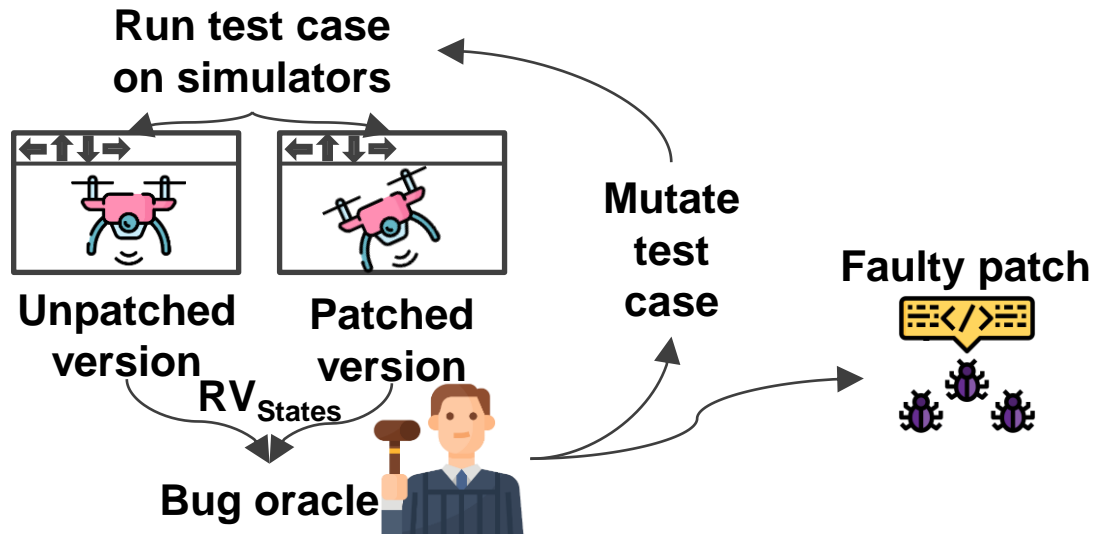 Run test case
on simulators
Unpatched
version
Patched
version
RVStates
Bug oracle
Mutate
test
case
Faulty patch
</>